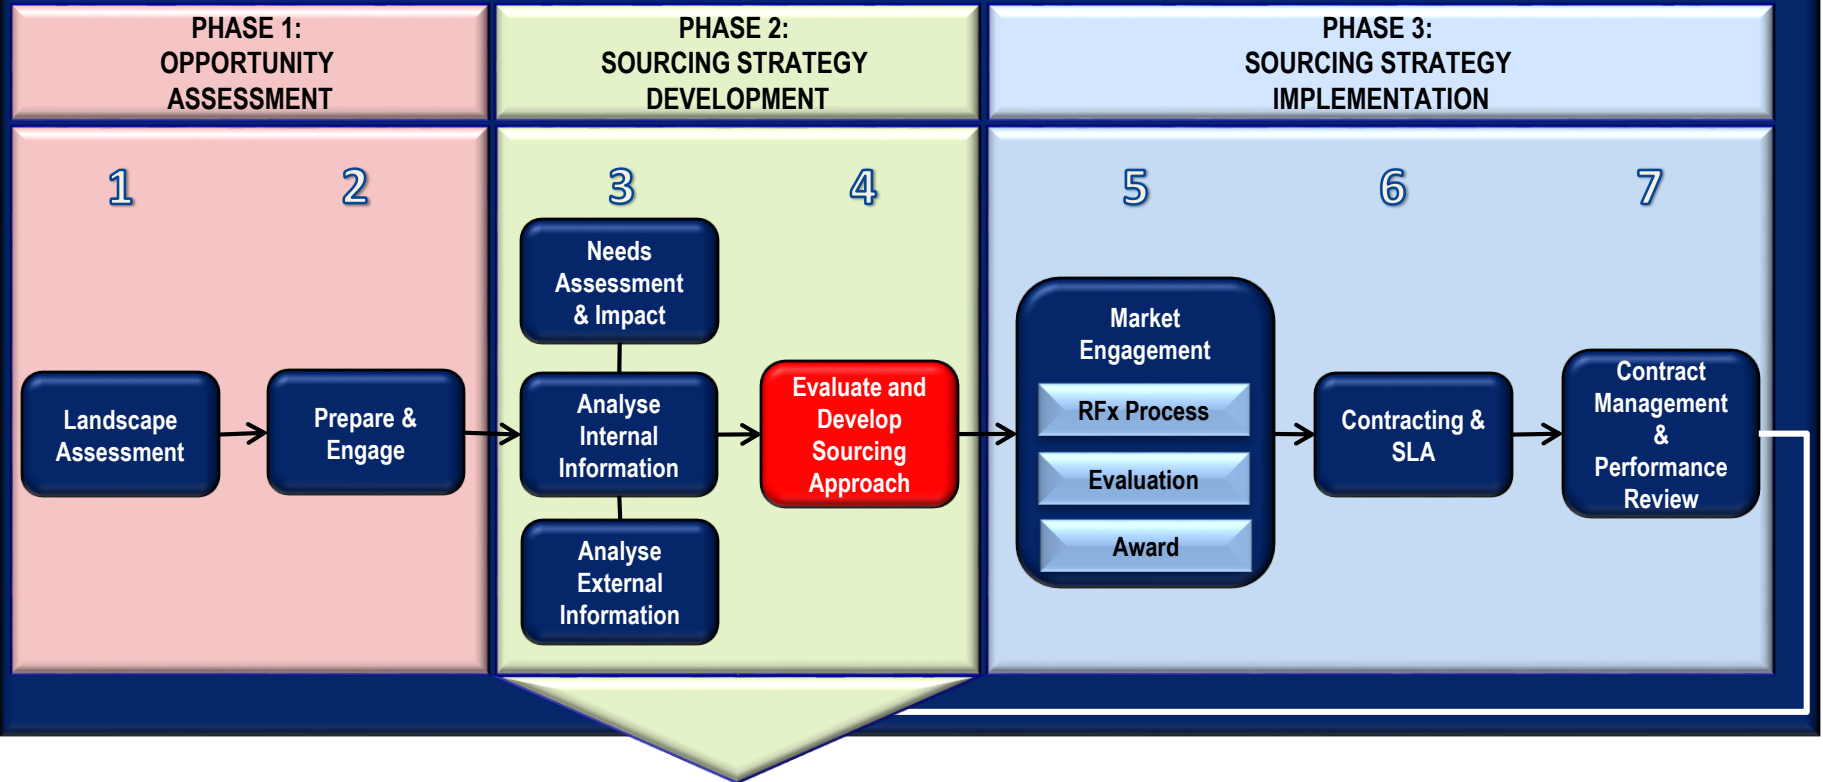 PHASE 1:
OPPORTUNITY
ASSESSMENT
PHASE 2:
SOURCING STRATEGY
DEVELOPMENT
PHASE 3:
SOURCING STRATEGY
IMPLEMENTATION
1
2
3
4
5
6
7
Landscape
Assessment
Prepare &
Engage
Needs
Assessment
& Impact
Analyse
Internal
Information
Analyse
External
Information
Evaluate and
Develop
Sourcing
Approach
Market
Engagement
RFx Process
Evaluation
Award
Contracting &
SLA
Contract
Management
&
Performance
Review